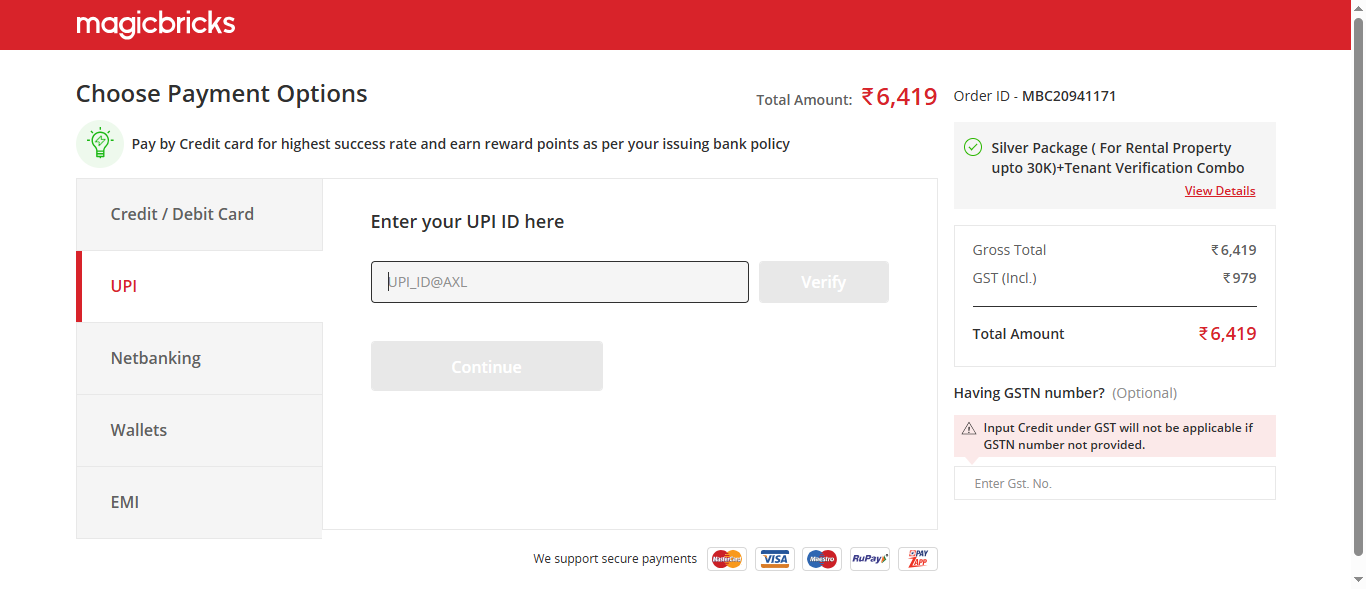 magicbricks
Choose Payment Options
Total Amount: ₹6,419
Pay by Credit card for highest success rate and earn reward points as per your issuing bank policy
Credit / Debit Card
UPI
Netbanking
Wallets
EMI
Enter your UPI ID here
UPI_ID@AXL
Verify
Continue
We support secure payments
MasterCard
VISA
Maestro
RuPay
PAY
ZAPP
Order ID - MBC20941171
Silver Package ( For Rental Property
upto 30K)+Tenant Verification Combo
View Details
Gross Total ₹6,419
GST (Incl.) ₹979
Total Amount ₹6,419
Having GSTN number? (Optional)
Input Credit under GST will not be applicable if
GSTN number not provided.
Enter Gst. No.